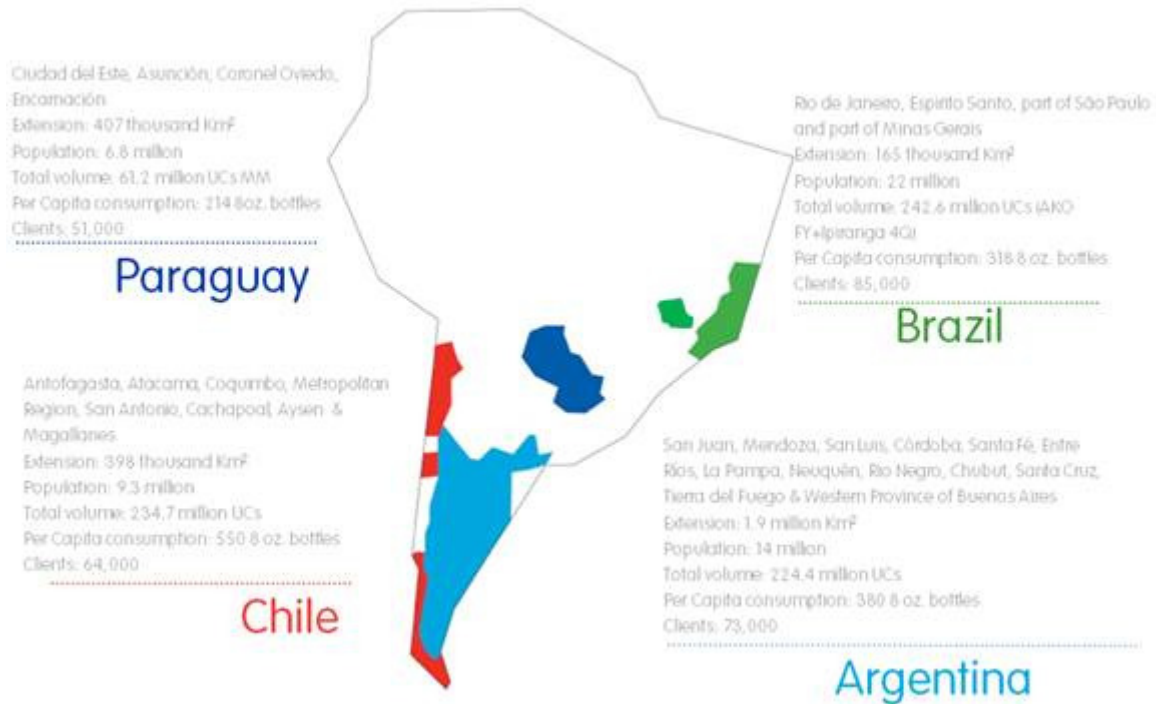 Ciudad del Este, Asunción, Coronel Oviedo,
Encarnación
Extension: 407 thousand Km²
Population: 6.8 million
Total volume: 61.2 million UCs MM
Per Capita consumption: 214 8oz. bottles
Clients: 51,000
Paraguay
Rio de Janeiro, Espirito Santo, part of São Paulo
and part of Minas Gerais
Extension: 165 thousand Km²
Population: 22 million
Total volume: 242.6 million UCs (AKO
FY+Ipiranga 4Q)
Per Capita consumption: 318 8 oz. bottles
Clients: 85,000
Brazil
Antofagasta, Atacama, Coquimbo, Metropolitan
Region, San Antonio, Cachapoal, Aysen &
Magallanes
Extension: 398 thousand Km²
Population: 9.3 million
Total volume: 234.7 million UCs
Per Capita consumption: 550 8 oz. bottles
Clients: 64,000
Chile
San Juan, Mendoza, San Luis, Córdoba, Santa Fé, Entre
Ríos, La Pampa, Neuquén, Rio Negro, Chubut, Santa Cruz,
Tierra del Fuego & Western Province of Buenos Aires
Extension: 1.9 million Km²
Population: 14 million
Total volume: 224.4 million UCs
Per Capita consumption: 380 8 oz. bottles
Clients: 73,000
Argentina